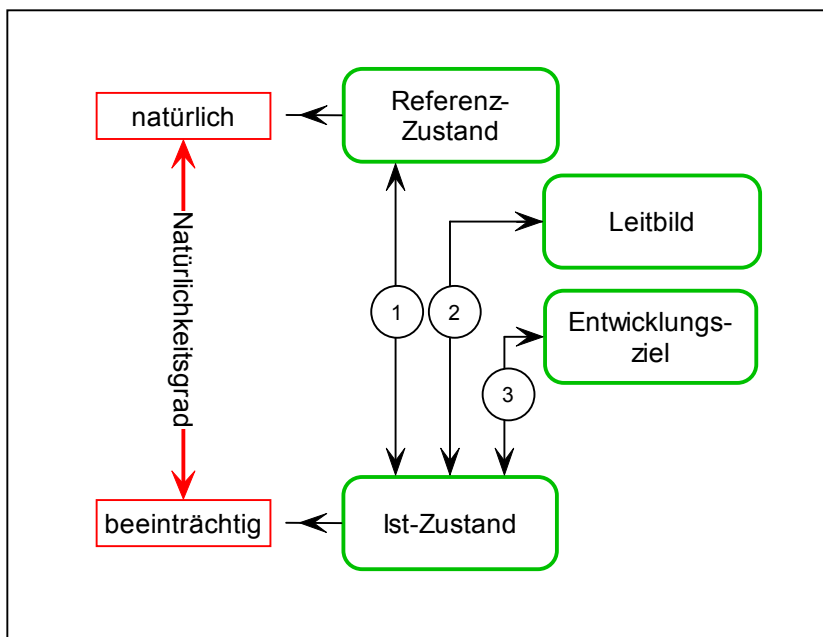 natürlich
Referenz-
Zustand
Leitbild
Natürlichkeitsgrad
1
2
Entwicklungs-
ziel
3
beeinträchtig
Ist-Zustand